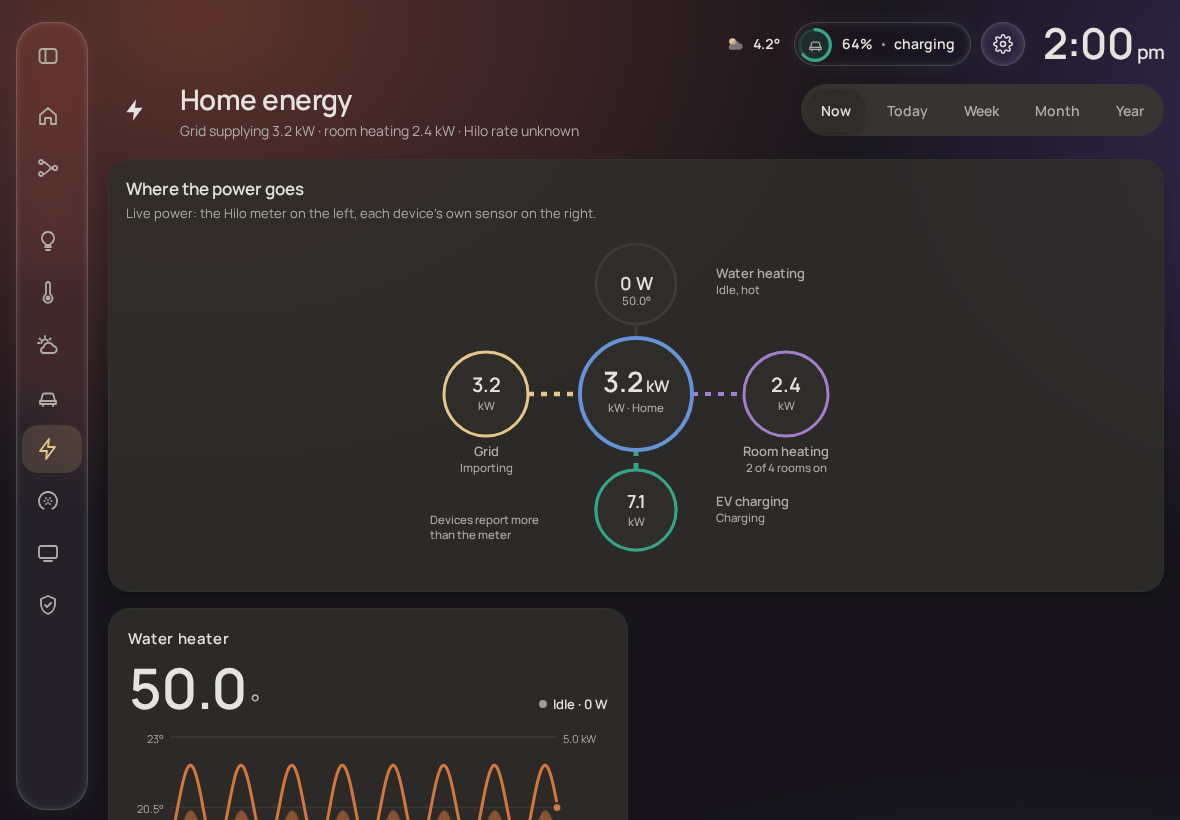 4.2°
64% • charging
2:00 pm
Home energy
Grid supplying 3.2 kW · room heating 2.4 kW · Hilo rate unknown
Now Today Week Month Year
Where the power goes
Live power: the Hilo meter on the left, each device's own sensor on the right.
0 W
50.0°
Water heating
Idle, hot
3.2
kW
Grid
Importing
3.2 kW
kW · Home
2.4
kW
Room heating
2 of 4 rooms on
7.1
kW
EV charging
Charging
Devices report more
than the meter
Water heater
50.0°
Idle · 0 W
23°
5.0 kW
20.5°